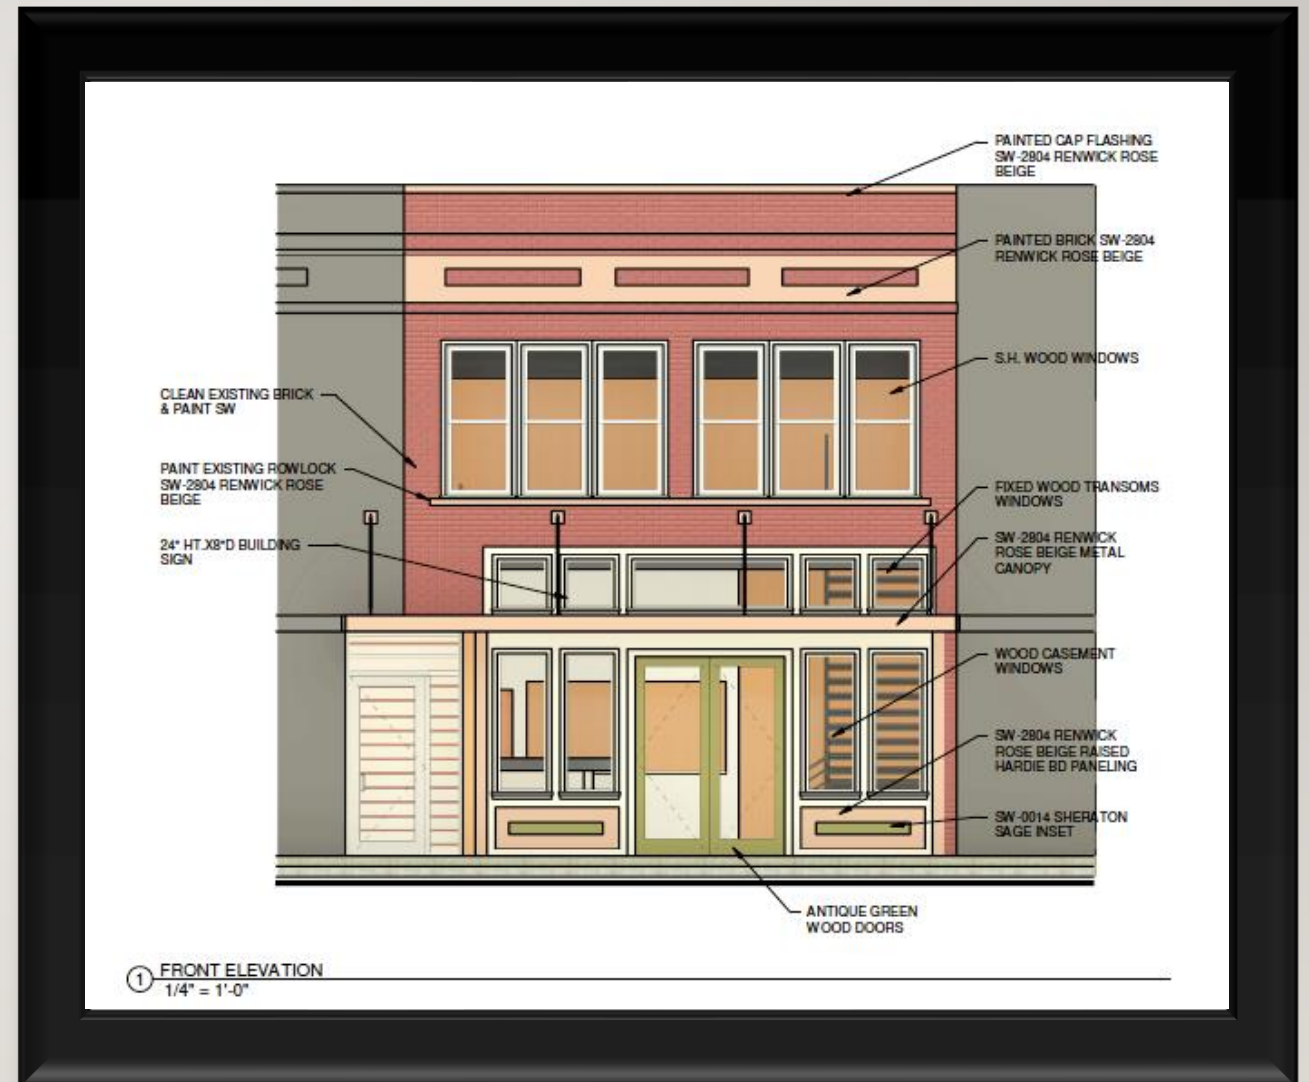 PAINTED CAP FLASHING
SW-2804 RENWICK ROSE
BEIGE
PAINTED BRICK SW-2804
RENWICK ROSE BEIGE
S.H. WOOD WINDOWS
CLEAN EXISTING BRICK
& PAINT SW
PAINT EXISTING ROWLOCK
SW-2804 RENWICK ROSE
BEIGE
24" HT.X8"D BUILDING
SIGN
FIXED WOOD TRANSOMS
WINDOWS
SW-2804 RENWICK
ROSE BEIGE METAL
CANOPY
WOOD CASEMENT
WINDOWS
SW-2804 RENWICK
ROSE BEIGE RAISED
HARDIE BD PANELING
SW-0014 SHERATON
SAGE INSET
ANTIQUE GREEN
WOOD DOORS
1 FRONT ELEVATION
1/4" = 1'-0"